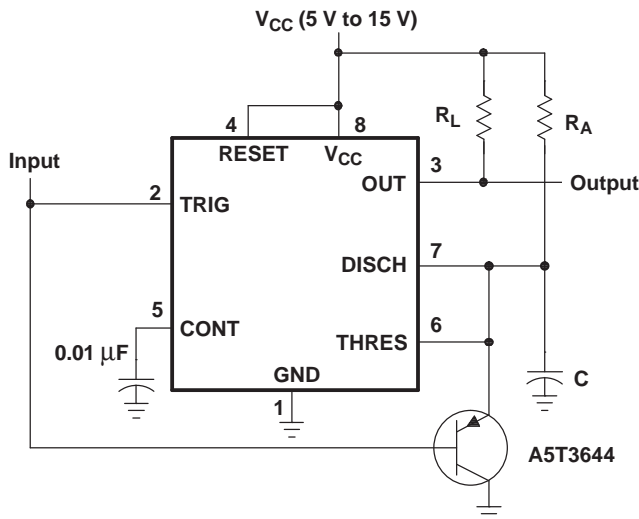 VCC (5 V to 15 V)
4
8
RL
RA
RESET
VCC
Input
3
OUT
Output
2
TRIG
7
DISCH
5
CONT
6
THRES
0.01 μF
GND
C
1
A5T3644